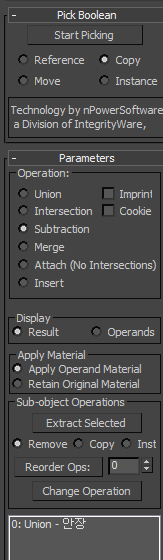 Pick Boolean
Start Picking
Reference Copy
Move Instance
Technology by nPowerSoftware
a Division of IntegrityWare,
Parameters
Operation:
Union Imprint
Intersection Cookie
Subtraction
Merge
Attach (No Intersections)
Insert
Display
Result Operands
Apply Material
Apply Operand Material
Retain Original Material
Sub-object Operations
Extract Selected
Remove Copy Inst
Reorder Ops: 0
Change Operation
0: Union - 안장